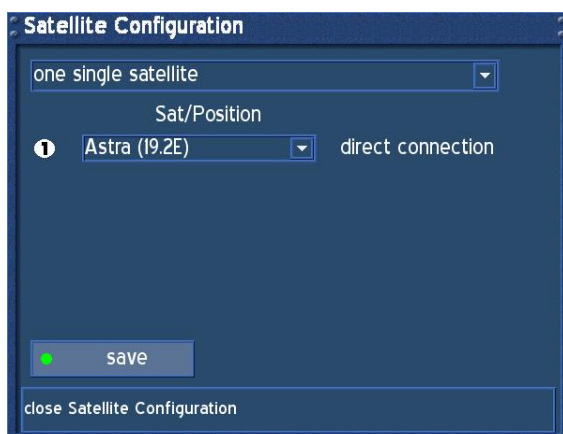 Satellite Configuration
one single satellite
Sat/Position
1 Astra (19.2E) direct connection
save
close Satellite Configuration